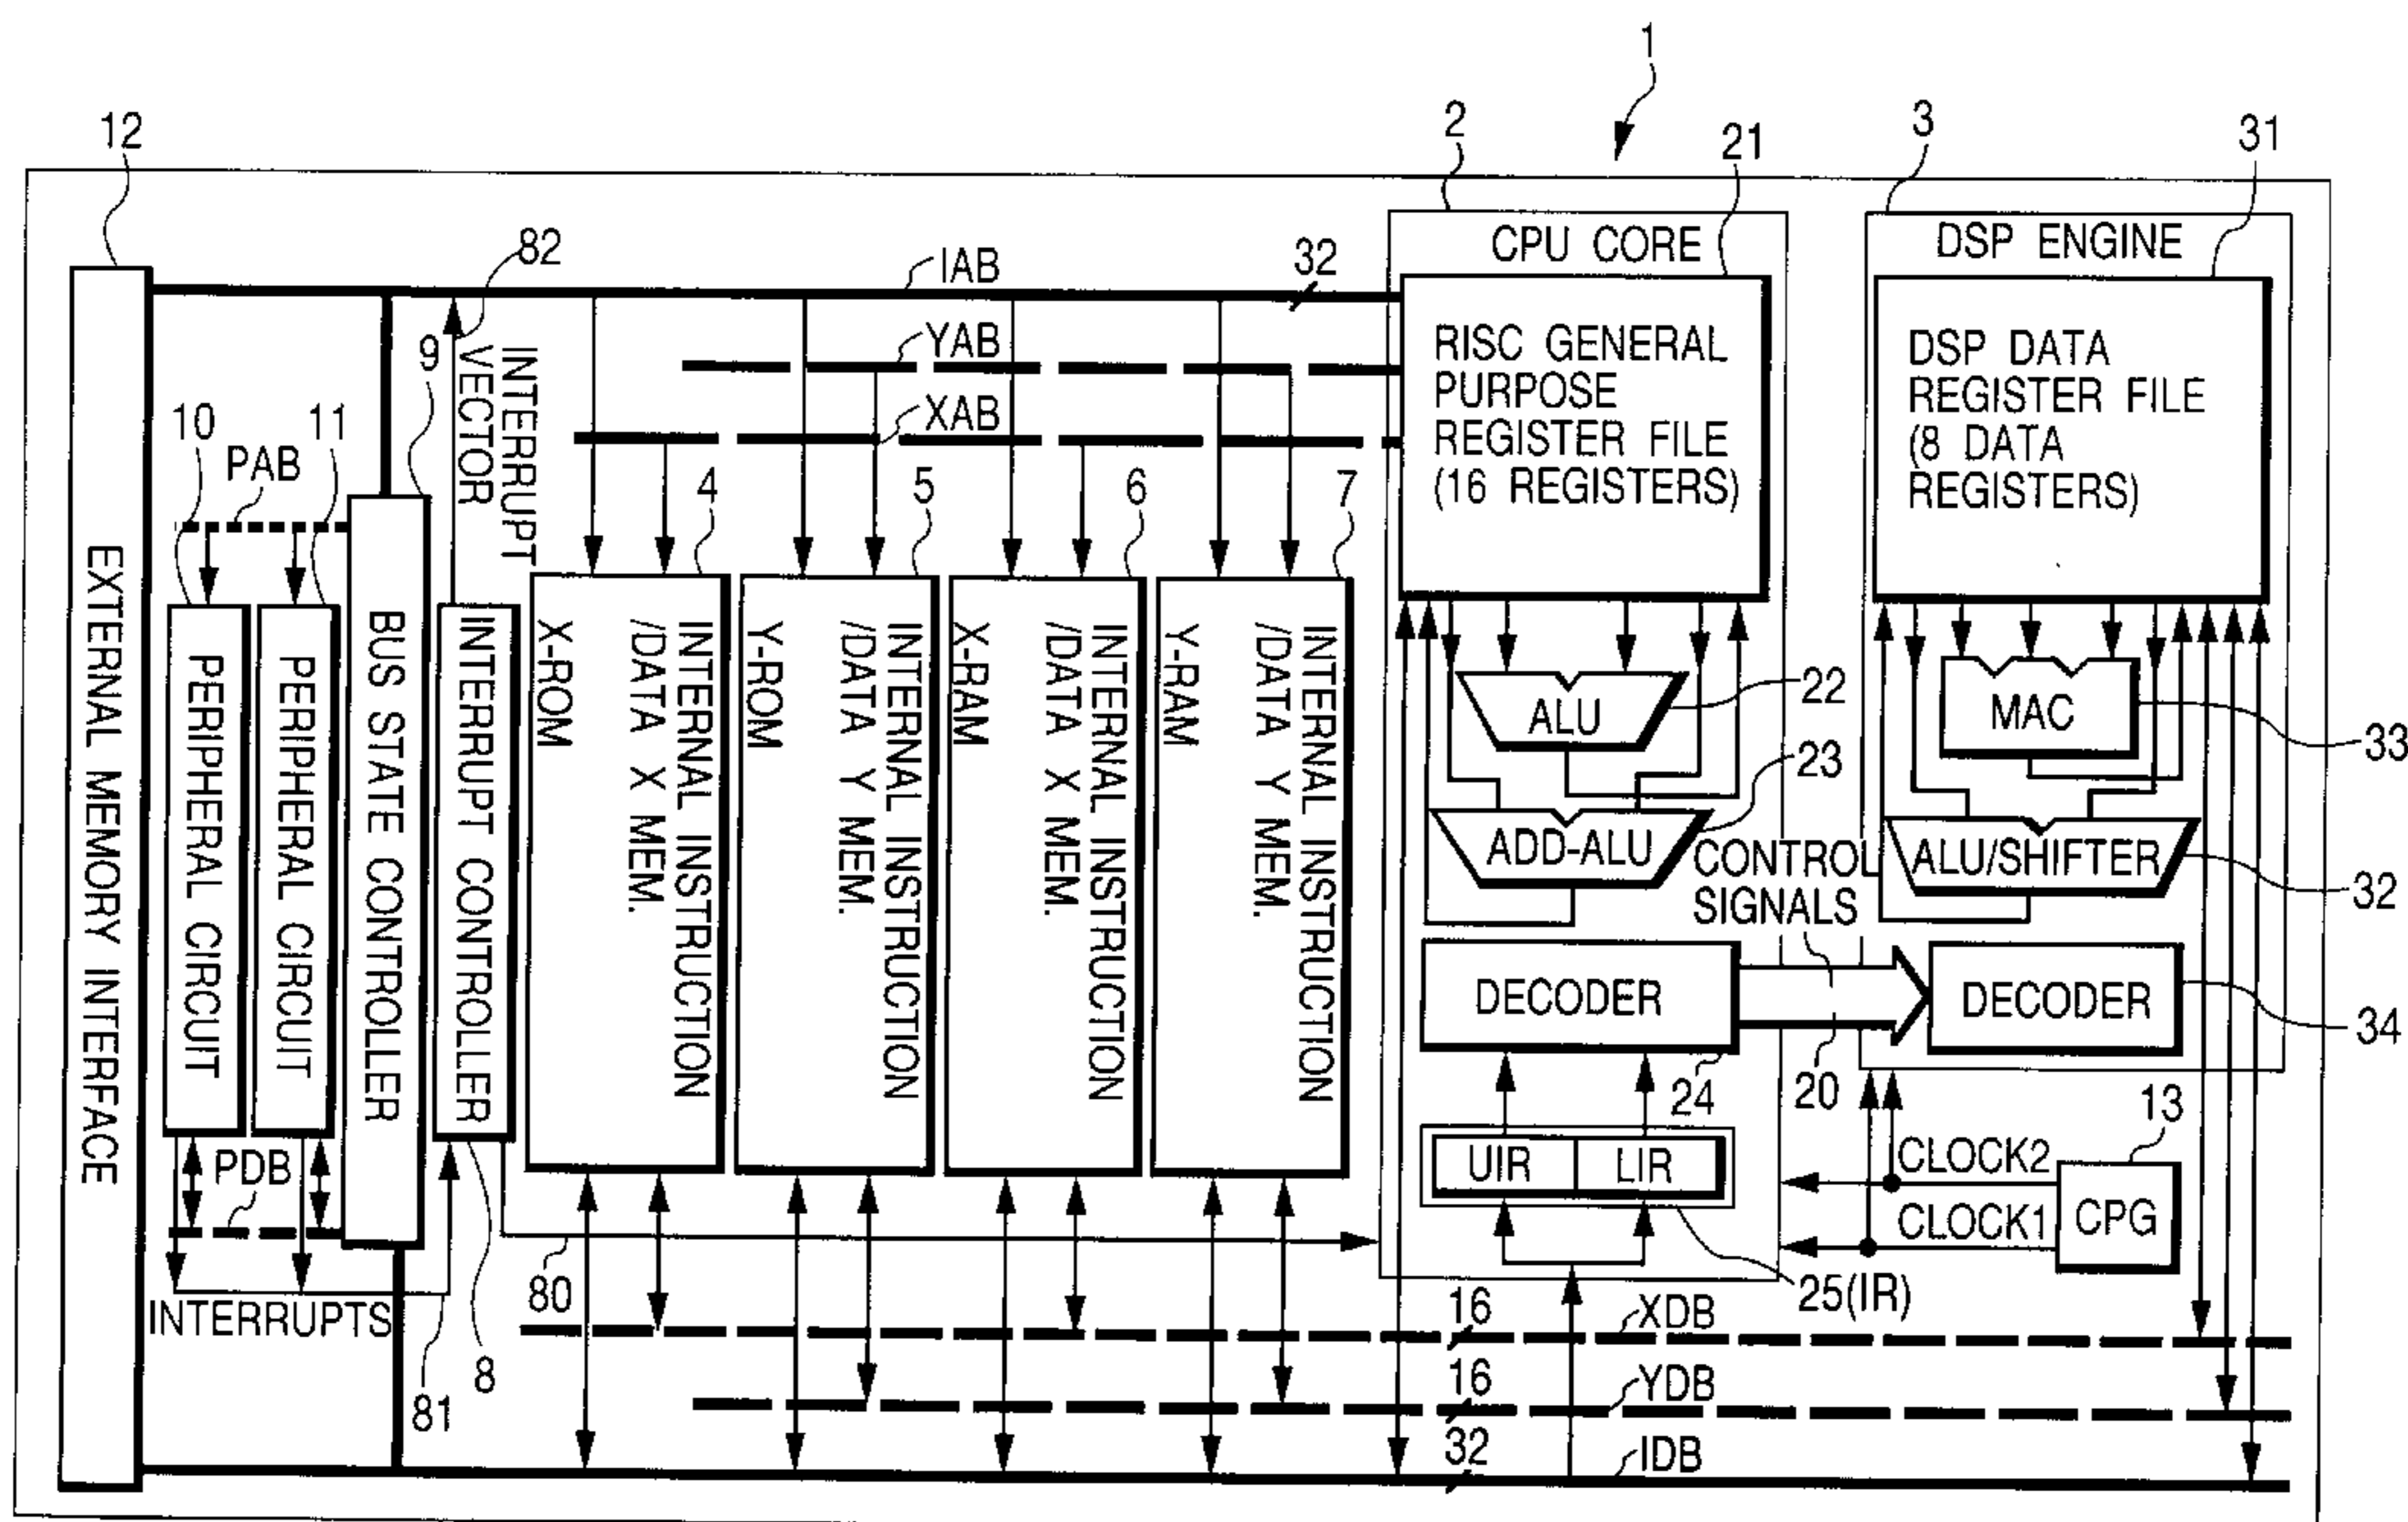 1
12
2
21
3
31
82
IAB
32
CPU CORE
DSP ENGINE
9
INTERRUPT
VECTOR
YAB
XAB
RISC GENERAL
PURPOSE
REGISTER FILE
(16 REGISTERS)
DSP DATA
REGISTER FILE
(8 DATA
REGISTERS)
10
PAB
11
4
5
6
7
EXTERNAL MEMORY INTERFACE
PERIPHERAL CIRCUIT
PERIPHERAL CIRCUIT
BUS STATE CONTROLLER
INTERRUPT CONTROLLER
INTERNAL INSTRUCTION
/DATA X MEM.
X-ROM
INTERNAL INSTRUCTION
/DATA Y MEM.
Y-ROM
INTERNAL INSTRUCTION
/DATA X MEM.
X-RAM
INTERNAL INSTRUCTION
/DATA Y MEM.
Y-RAM
ALU
22
MAC
33
ADD-ALU
23
CONTROL
SIGNALS
ALU/SHIFTER
32
DECODER
DECODER
24
20
34
UIR
LIR
13
CLOCK2
CLOCK1
CPG
PDB
INTERRUPTS
80
25(IR)
81
8
16
XDB
16
YDB
32
IDB